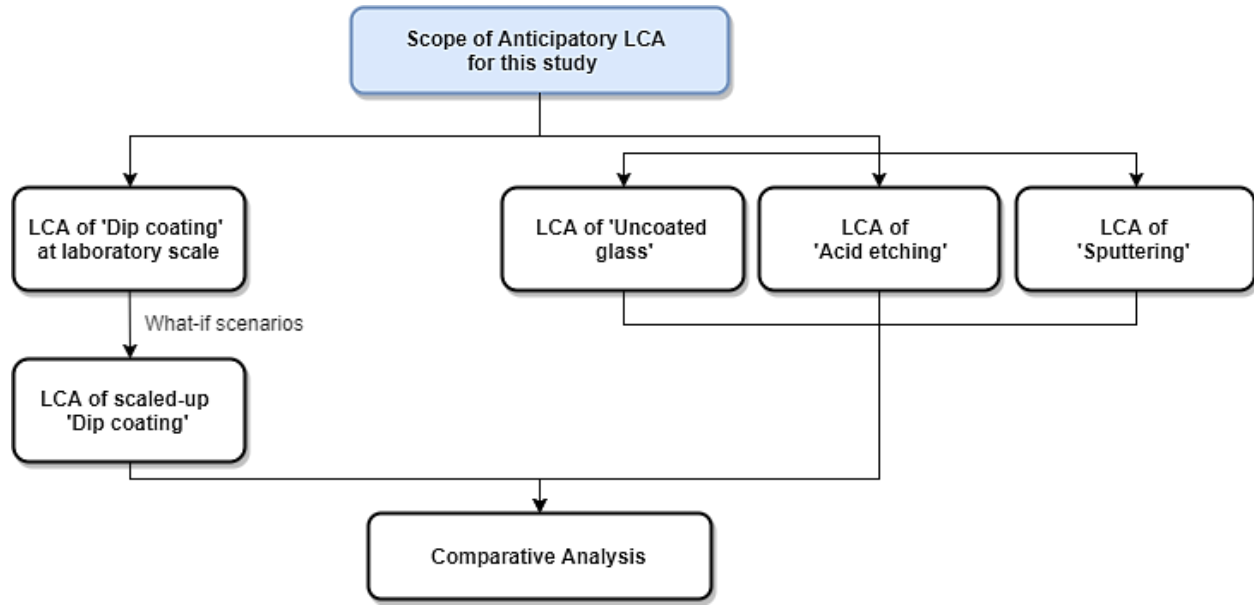 Scope of Anticipatory LCA
for this study
LCA of 'Dip coating'
at laboratory scale
LCA of 'Uncoated
glass'
LCA of
'Acid etching'
LCA of
'Sputtering'
What-if scenarios
LCA of scaled-up
'Dip coating'
Comparative Analysis